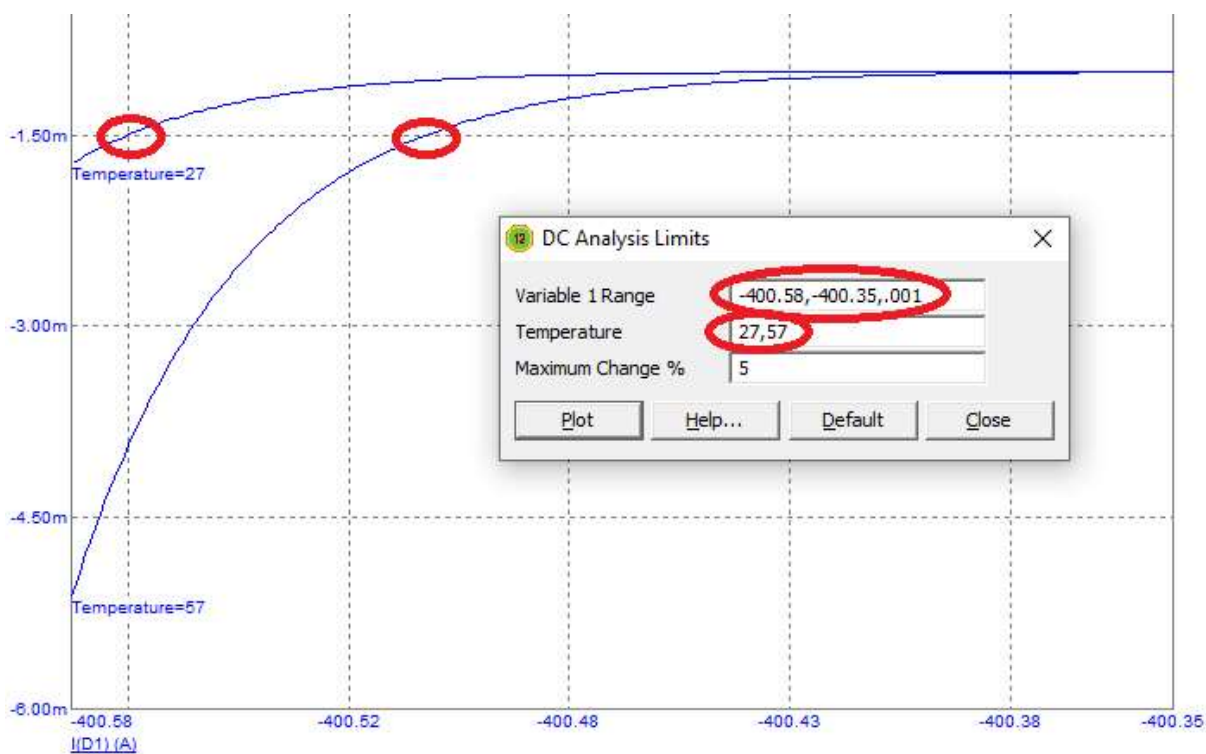 -1.50m
Temperature=27
12 DC Analysis Limits
Variable 1 Range -400.58,-400.35,.001
Temperature 27,57
Maximum Change % 5
Plot Help... Default Close
-3.00m
-4.50m
Temperature=57
-6.00m
-400.58 -400.52 -400.48 -400.43 -400.38 -400.35
I(D1) (A)